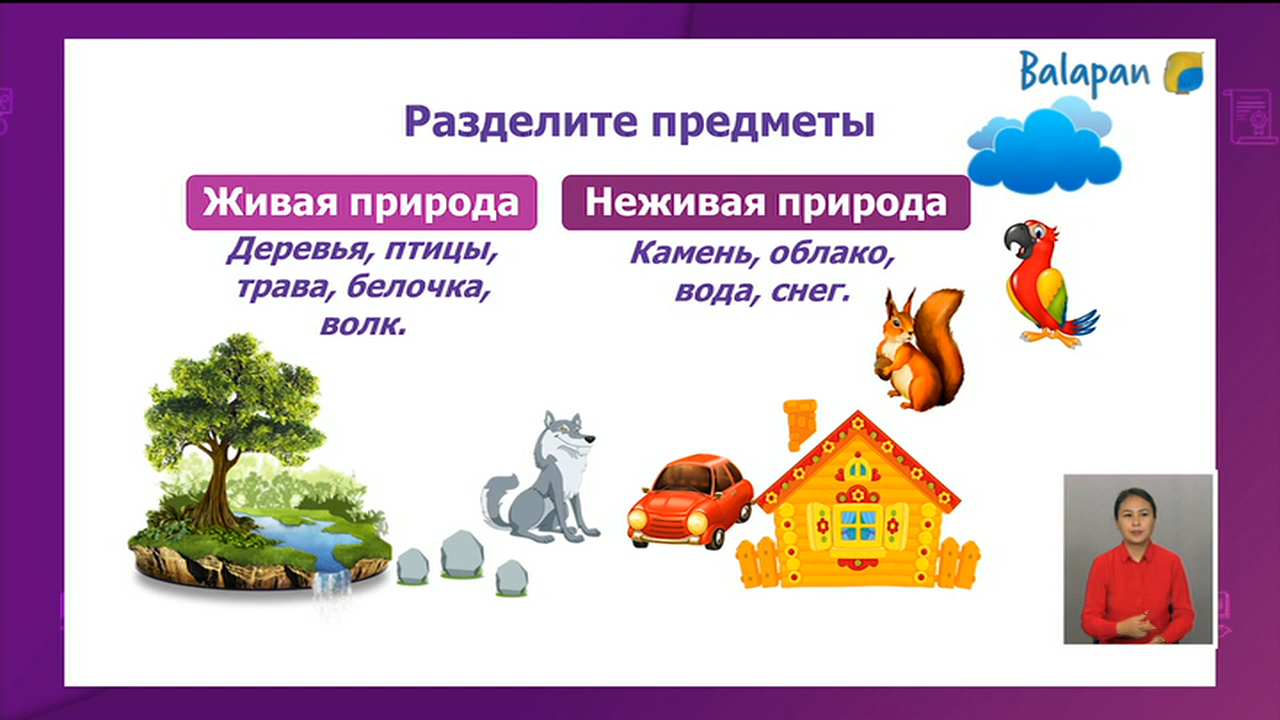 Balapan
Разделите предметы
Живая природа
Неживая природа
Деревья, птицы,
трава, белочка,
волк.
Камень, облако,
вода, снег.